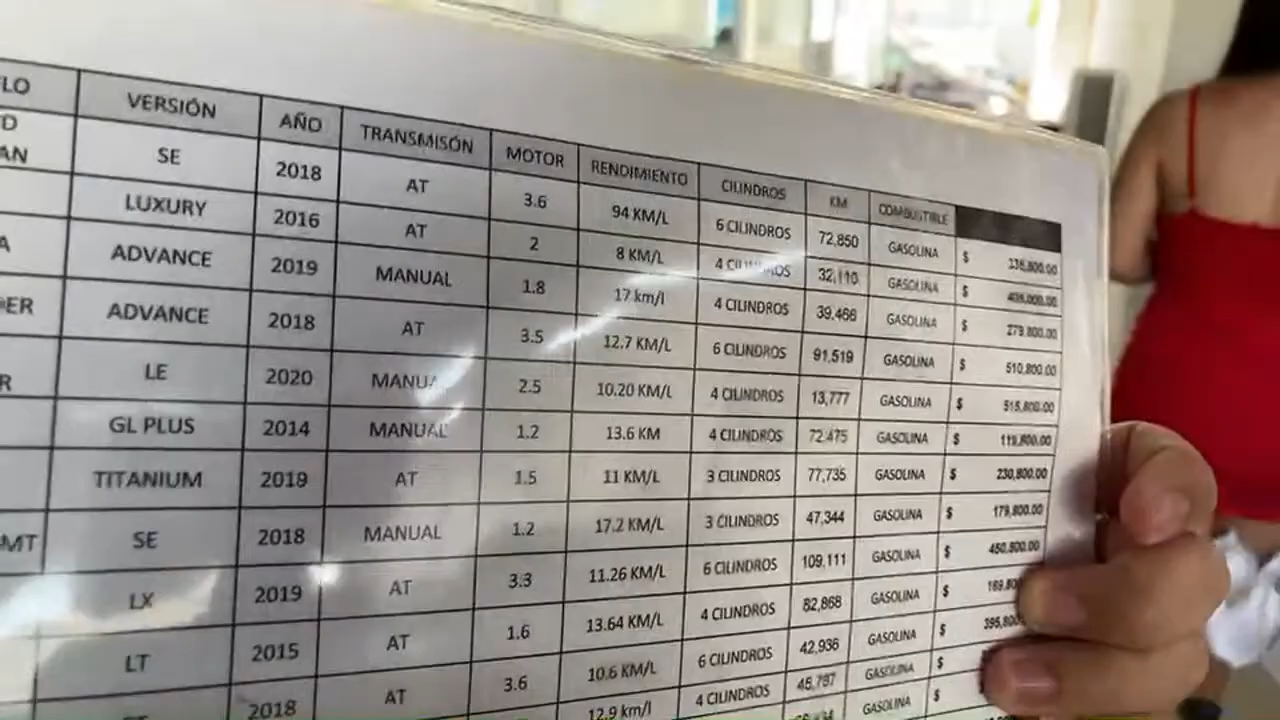 LO VERSIÓN AÑO TRANSMISÓN MOTOR RENDIMIENTO CILINDROS KM COMBUSTIBLE
D
AN SE 2018 AT 3.6 94 KM/L 6 CILINDROS 72,850 GASOLINA $
LUXURY 2016 AT 2 8 KM/L 4 CILINDROS 32,110 GASOLINA $
A ADVANCE 2019 MANUAL 1.8 17 km/l 4 CILINDROS 39,466 GASOLINA $ 279,800.00
DER ADVANCE 2018 AT 3.5 12.7 KM/L 6 CILINDROS 91,519 GASOLINA $ 510,800.00
R LE 2020 MANUAL 2.5 10.20 KM/L 4 CILINDROS 13,777 GASOLINA $ 515,800.00
GL PLUS 2014 MANUAL 1.2 13.6 KM 4 CILINDROS 72,475 GASOLINA $ 119,800.00
TITANIUM 2019 AT 1.5 11 KM/L 3 CILINDROS 77,735 GASOLINA $ 230,800.00
MT SE 2018 MANUAL 1.2 17.2 KM/L 3 CILINDROS 47,344 GASOLINA $ 179,800.00
LX 2019 AT 3.3 11.26 KM/L 6 CILINDROS 109,111 GASOLINA $ 450,800.00
LT 2015 AT 1.6 13.64 KM/L 4 CILINDROS 82,868 GASOLINA $ 169,80
2018 AT 3.6 10.6 KM/L 6 CILINDROS 42,936 GASOLINA $ 395,800
12.9 km/l 4 CILINDROS 45,787 GASOLINA $
GASOLINA $